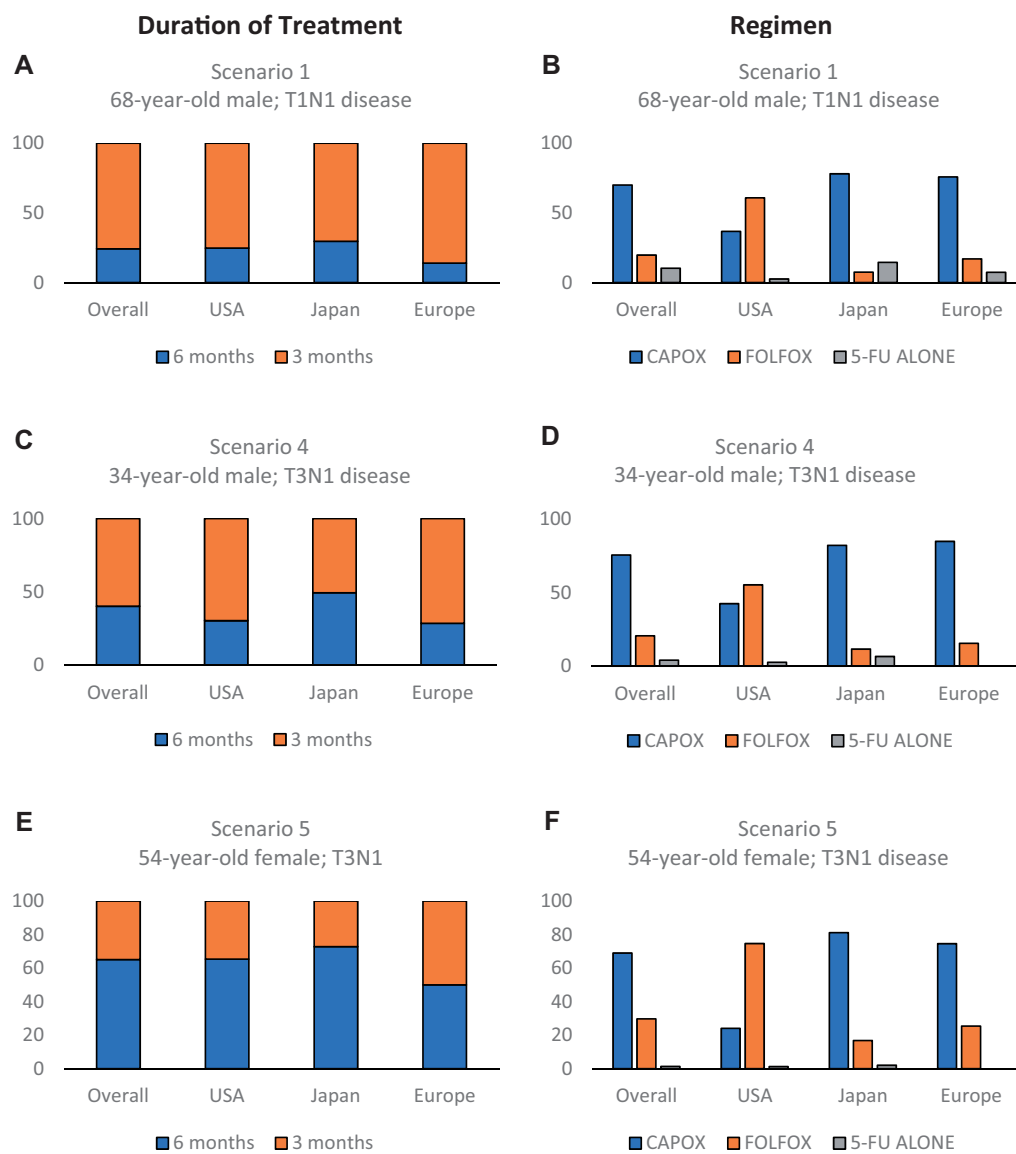 Duration of Treatment
Regimen
A
Scenario 1
68-year-old male; T1N1 disease
100
50
0
Overall USA Japan Europe
6 months 3 months
B
Scenario 1
68-year-old male; T1N1 disease
100
50
0
Overall USA Japan Europe
CAPOX FOLFOX 5-FU ALONE
C
Scenario 4
34-year-old male; T3N1 disease
100
50
0
Overall USA Japan Europe
6 months 3 months
D
Scenario 4
34-year-old male; T3N1 disease
100
50
0
Overall USA Japan Europe
CAPOX FOLFOX 5-FU ALONE
E
Scenario 5
54-year-old female; T3N1
100
80
60
40
20
0
Overall USA Japan Europe
6 months 3 months
F
Scenario 5
54-year-old female; T3N1 disease
100
80
60
40
20
0
Overall USA Japan Europe
CAPOX FOLFOX 5-FU ALONE